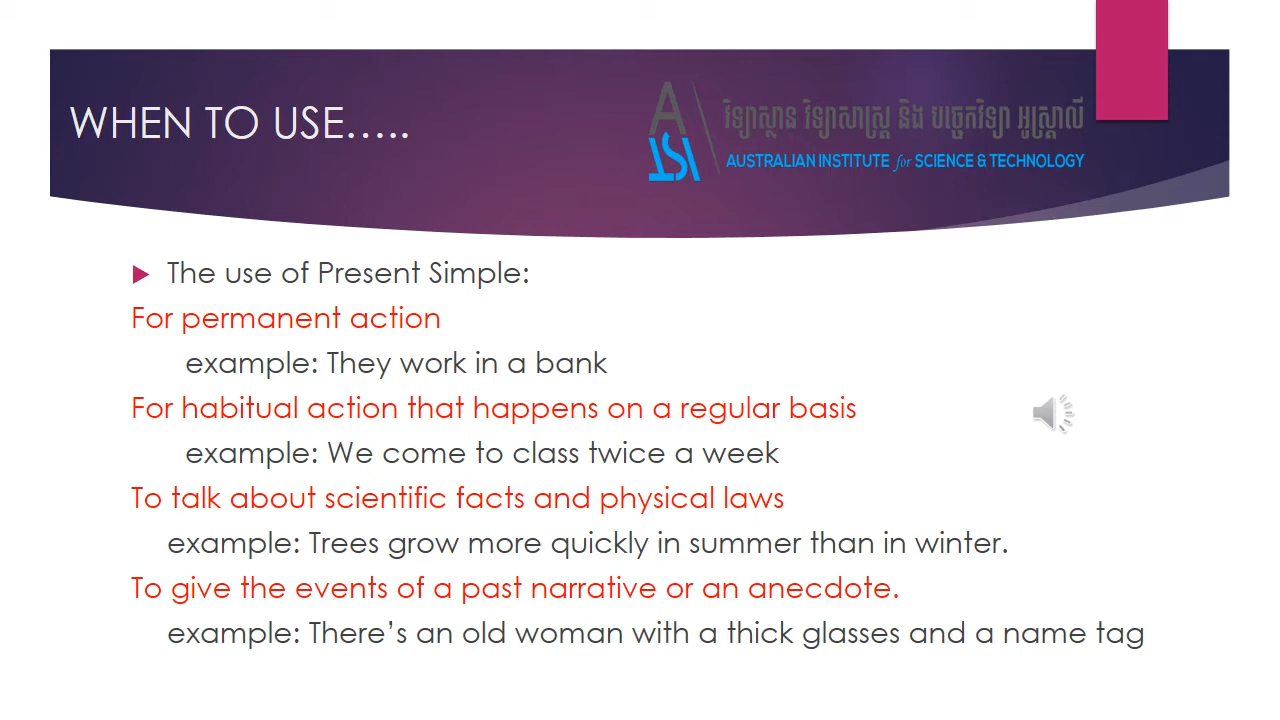 WHEN TO USE…..
វិទ្យាស្ថាន វិទ្យាសាស្ត្រ និង បច្ចេកវិទ្យា អូស្ត្រាលី
AISI
AUSTRALIAN INSTITUTE for SCIENCE & TECHNOLOGY
The use of Present Simple:
For permanent action
example: They work in a bank
For habitual action that happens on a regular basis
example: We come to class twice a week
To talk about scientific facts and physical laws
example: Trees grow more quickly in summer than in winter.
To give the events of a past narrative or an anecdote.
example: There’s an old woman with a thick glasses and a name tag